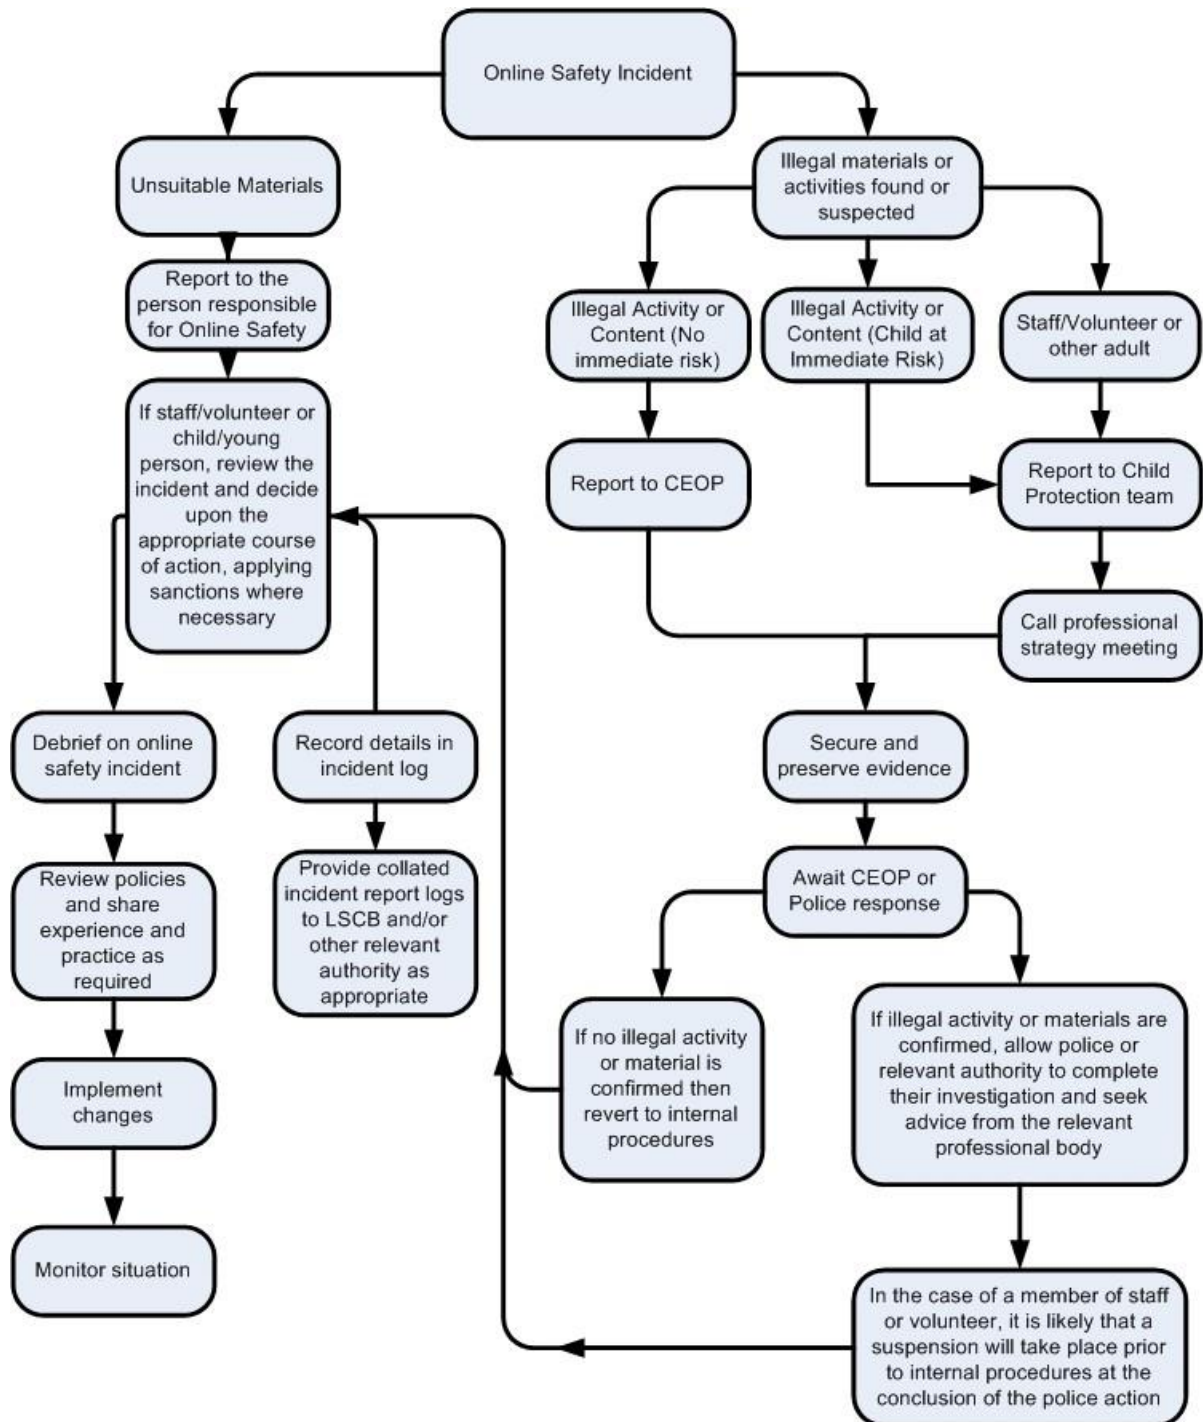 Online Safety Incident
Unsuitable Materials
Illegal materials or
activities found or
suspected
Report to the
person responsible
for Online Safety
Illegal Activity or
Content (No
immediate risk)
Illegal Activity or
Content (Child at
Immediate Risk)
Staff/Volunteer or
other adult
If staff/volunteer or
child/young
person, review the
incident and decide
upon the
appropriate course
of action, applying
sanctions where
necessary
Report to CEOP
Report to Child
Protection team
Call professional
strategy meeting
Debrief on online
safety incident
Record details in
incident log
Secure and
preserve evidence
Review policies
and share
experience and
practice as
required
Provide collated
incident report logs
to LSCB and/or
other relevant
authority as
appropriate
Await CEOP or
Police response
If no illegal activity
or material is
confirmed then
revert to internal
procedures
If illegal activity or materials are
confirmed, allow police or
relevant authority to complete
their investigation and seek
advice from the relevant
professional body
Implement
changes
Monitor situation
In the case of a member of staff
or volunteer, it is likely that a
suspension will take place prior
to internal procedures at the
conclusion of the police action